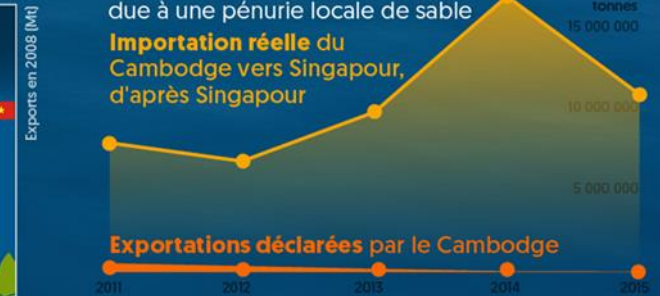 Exports en 2008 (Mt)
due à une pénurie locale de sable
Importation réelle du
Cambodge vers Singapour,
d'après Singapour
tonnes
15 000 000
10 000 000
5 000 000
Exportations déclarées par le Cambodge
2011 2012 2013 2014 2015